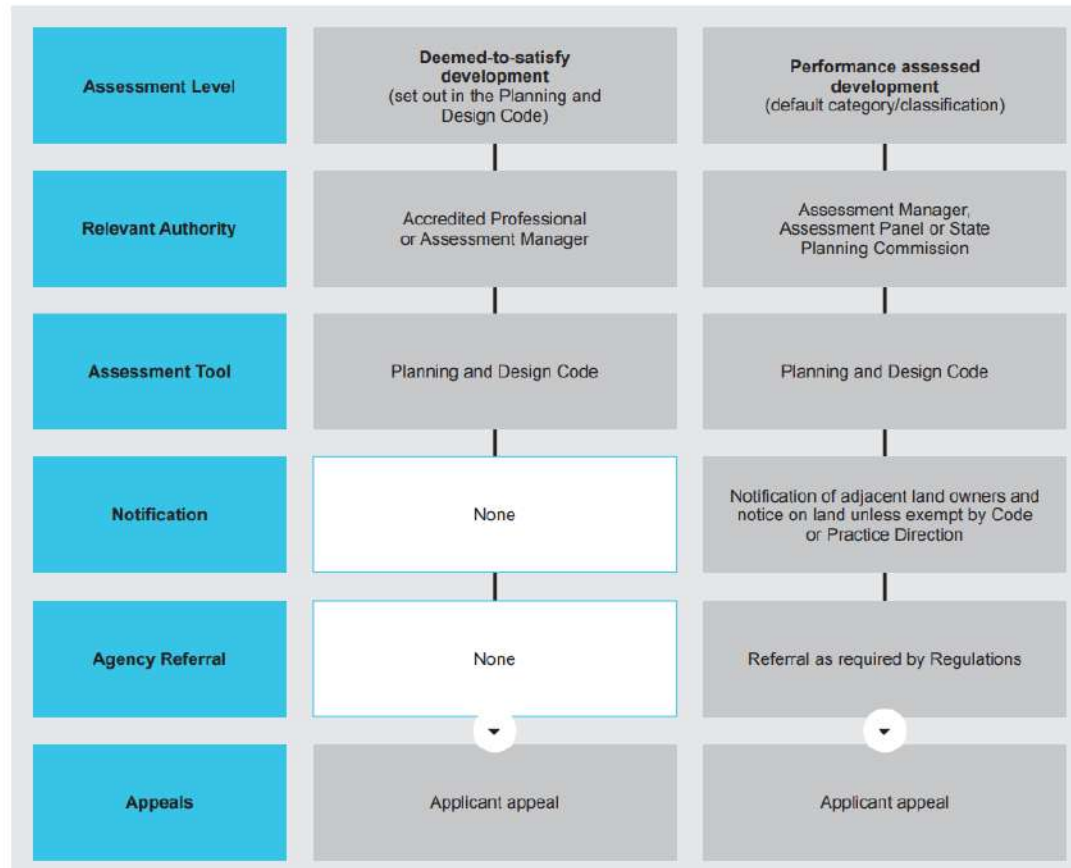 Assessment Level
Deemed-to-satisfy
development
(set out in the Planning and
Design Code)
Performance assessed
development
(default category/classification)
Relevant Authority
Accredited Professional
or Assessment Manager
Assessment Manager,
Assessment Panel or State
Planning Commission
Assessment Tool
Planning and Design Code
Planning and Design Code
Notification
None
Notification of adjacent land owners and
notice on land unless exempt by Code
or Practice Direction
Agency Referral
None
Referral as required by Regulations
Appeals
Applicant appeal
Applicant appeal